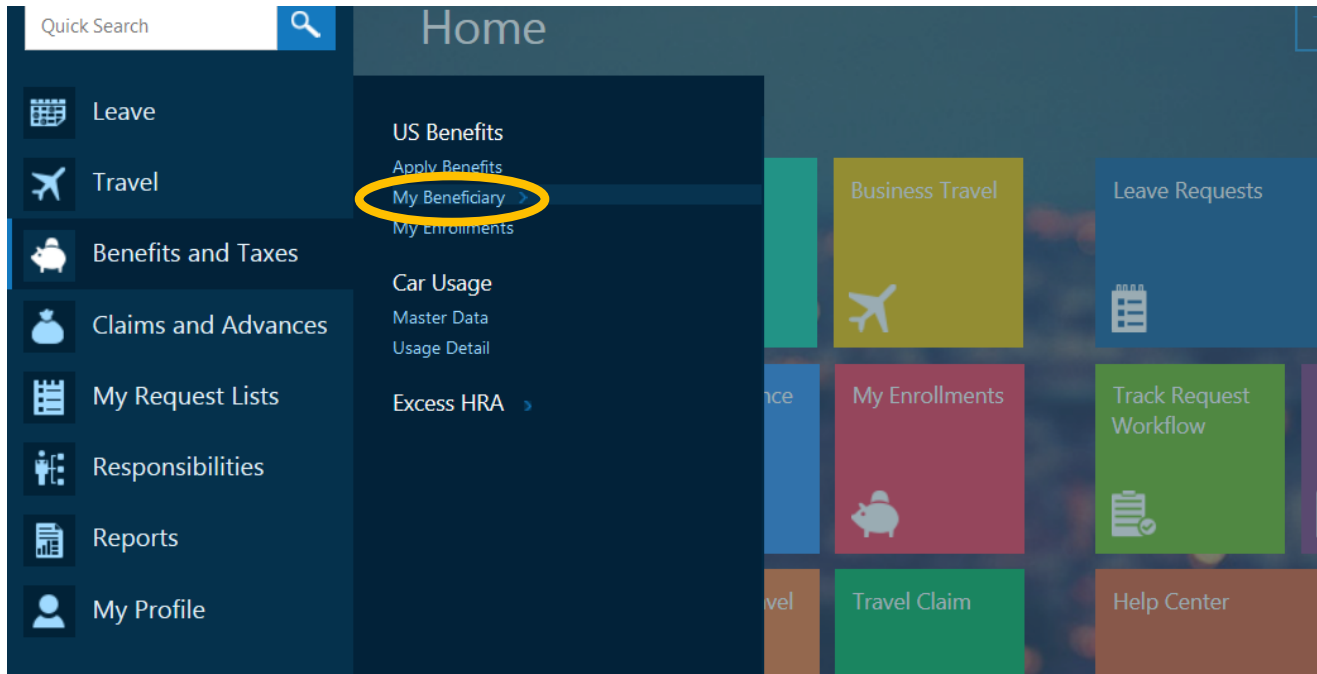 Quick Search
Home
Leave
Travel
Benefits and Taxes
Claims and Advances
My Request Lists
Responsibilities
Reports
My Profile
US Benefits
Apply Benefits
My Beneficiary
My Enrollments
Car Usage
Master Data
Usage Detail
Excess HRA
Business Travel
Leave Requests
My Enrollments
Track Request
Workflow
Travel Claim
Help Center